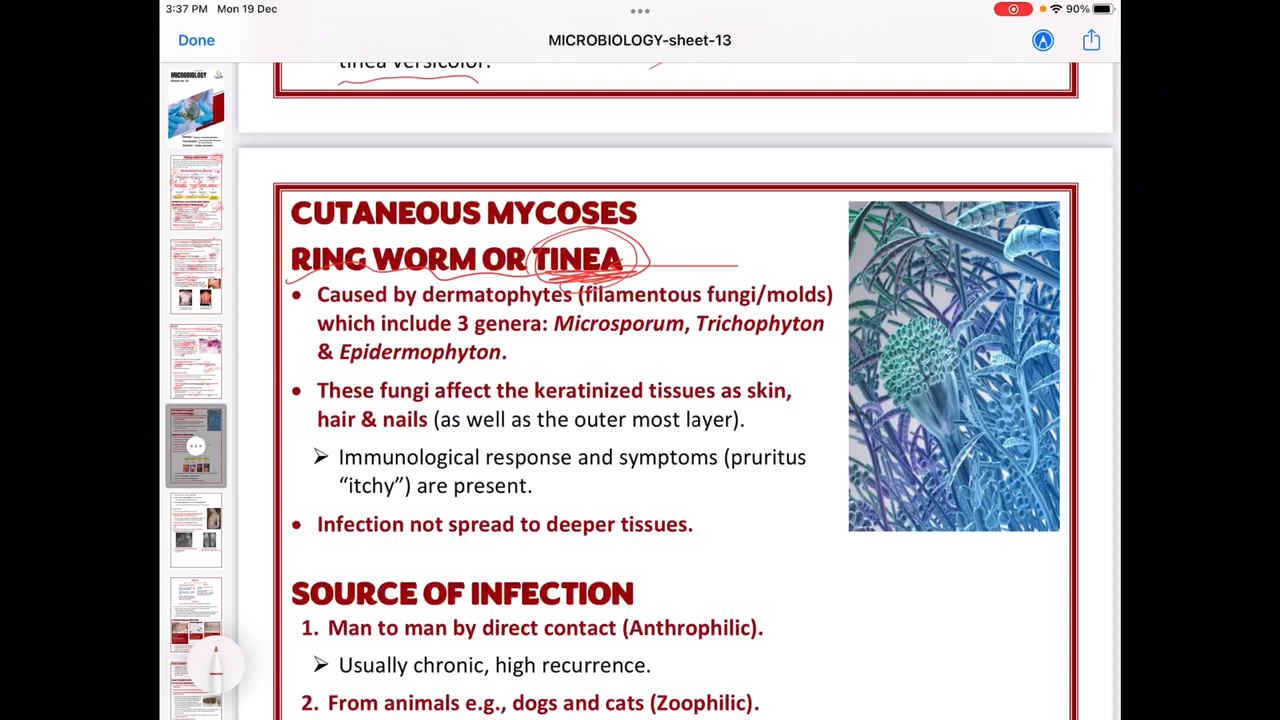 3:37 PM Mon 19 Dec
90%
Done
MICROBIOLOGY-sheet-13
MICROBIOLOGY
tinea versicolor.
CUTANEOUS MYCOSES
RING WORM OR TINEA
• Caused by dermatophytes (filamentous fungi/molds)
which include 3 genera: Microsporum, Trichophyton
& Epidermophyton.
• These fungi affect the keratinized tissues as skin,
hair & nails (as well as the outer most layer).
➢ Immunological response and symptoms (pruritus
“itchy”) are present.
• Infection not spread to deeper tissues.
SOURCE OF INFECTION
1. Man to man by direct contact (Anthrophilic).
➢ Usually chronic, high recurrence.
2. From animals e.g., dogs and cats (Zoophilic).